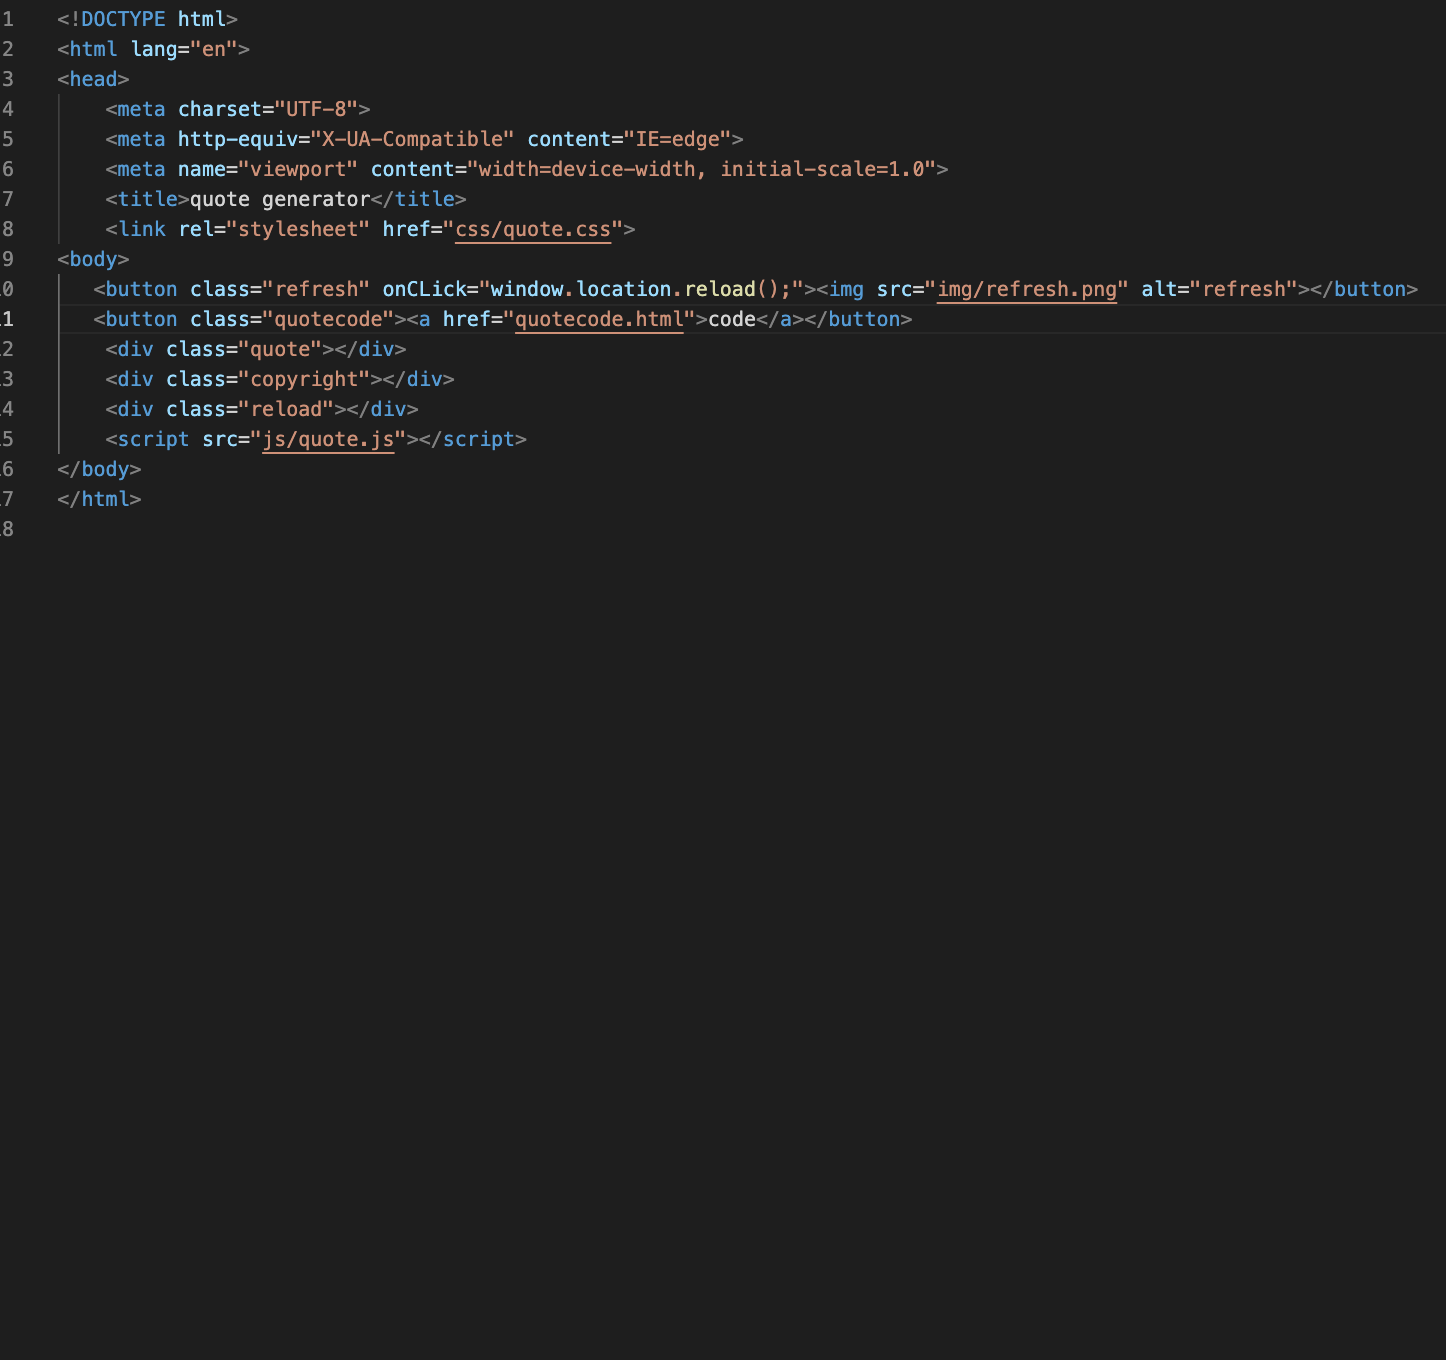 1 <!DOCTYPE html>
2 <html lang="en">
3 <head>
4     <meta charset="UTF-8">
5     <meta http-equiv="X-UA-Compatible" content="IE=edge">
6     <meta name="viewport" content="width=device-width, initial-scale=1.0">
7     <title>quote generator</title>
8     <link rel="stylesheet" href="css/quote.css">
9 <body>
0    <button class="refresh" onCLick="window.location.reload();"><img src="img/refresh.png" alt="refresh"></button>
1    <button class="quotecode"><a href="quotecode.html">code</a></button>
2     <div class="quote"></div>
3     <div class="copyright"></div>
4     <div class="reload"></div>
5     <script src="js/quote.js"></script>
6 </body>
7 </html>
8